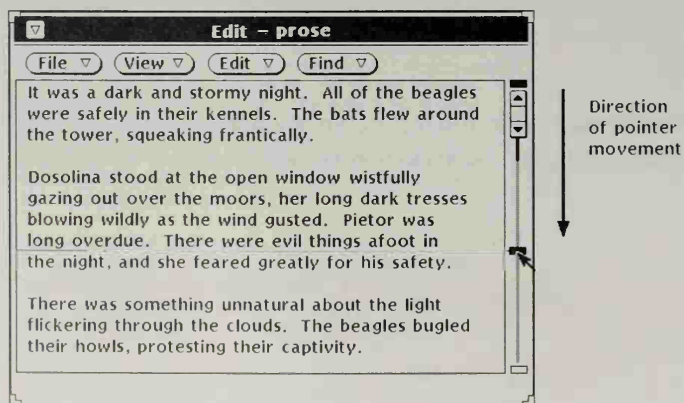 Edit – prose
File View Edit Find
It was a dark and stormy night. All of the beagles
were safely in their kennels. The bats flew around
the tower, squeaking frantically.
Dosolina stood at the open window wistfully
gazing out over the moors, her long dark tresses
blowing wildly as the wind gusted. Pietor was
long overdue. There were evil things afoot in
the night, and she feared greatly for his safety.
There was something unnatural about the light
flickering through the clouds. The beagles bugled
their howls, protesting their captivity.
Direction
of pointer
movement